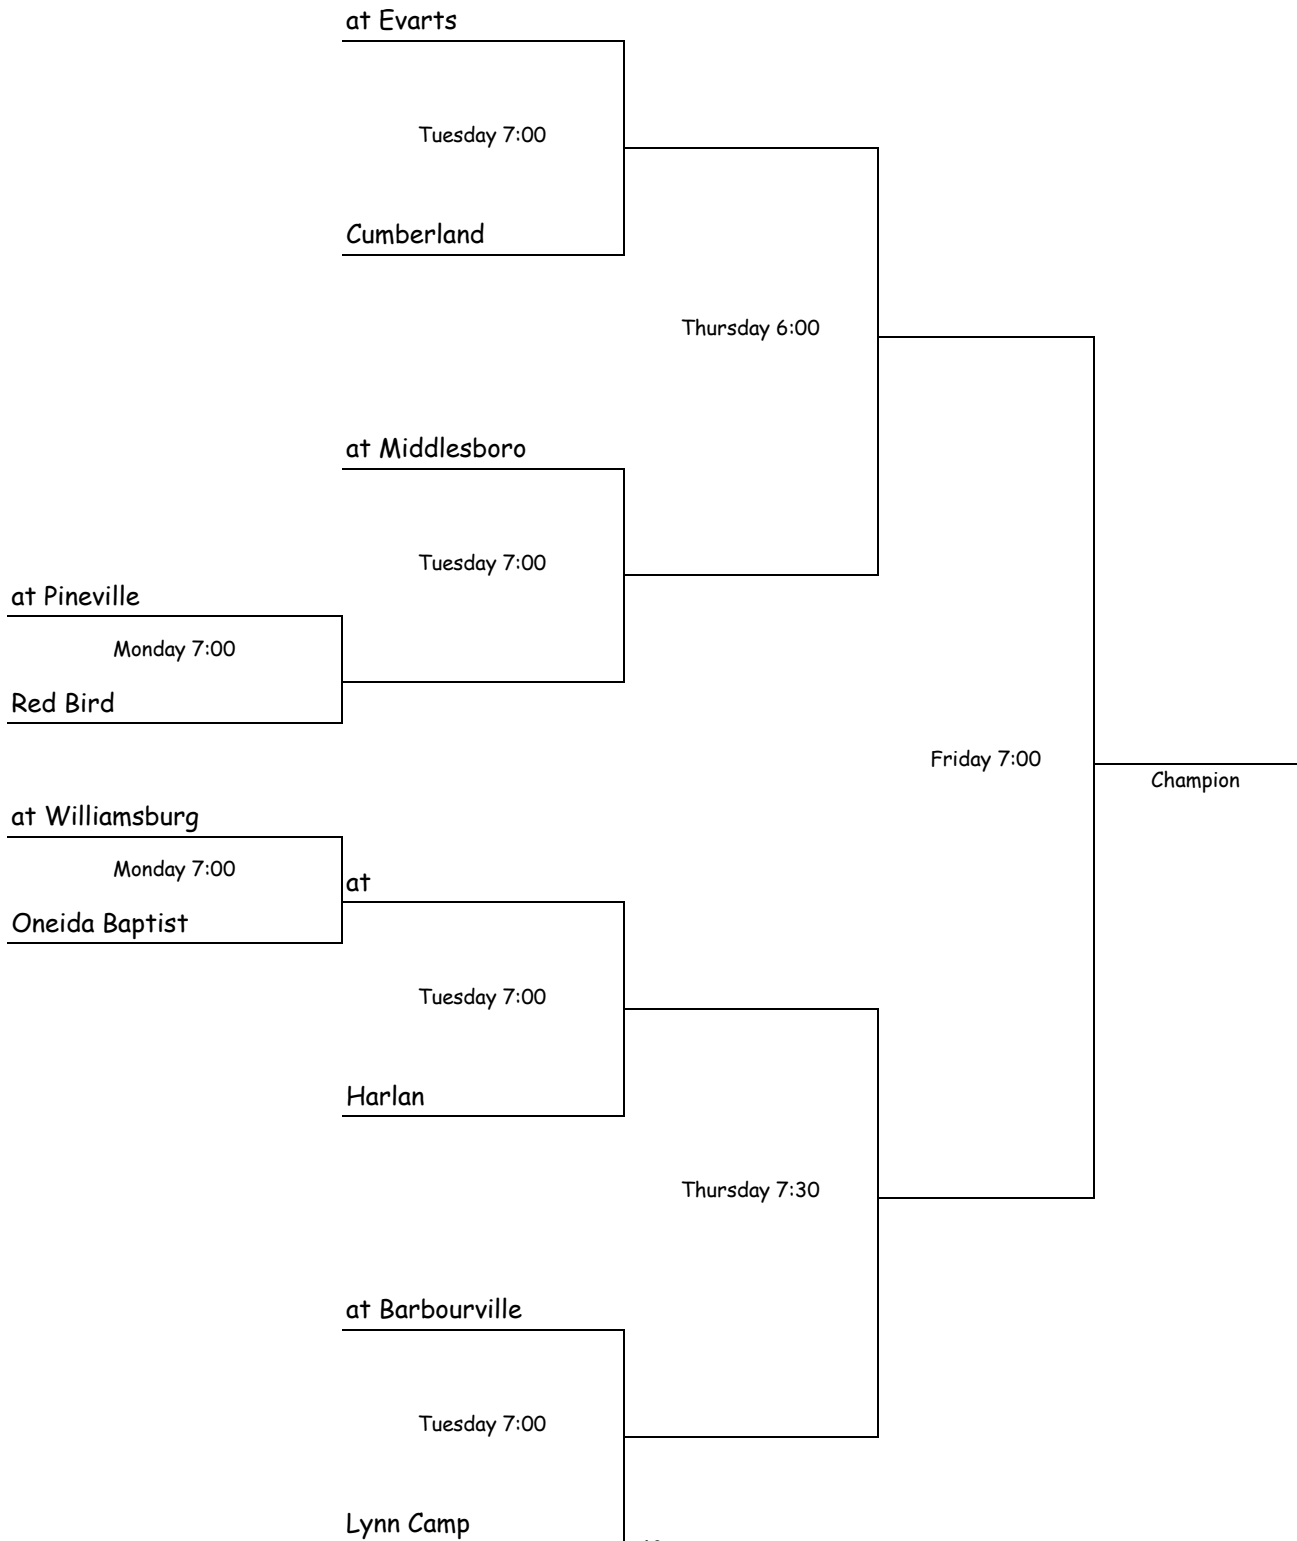 at Evarts
Tuesday 7:00
Cumberland
Thursday 6:00
at Middlesboro
Tuesday 7:00
at Pineville
Monday 7:00
Red Bird
Friday 7:00
Champion
at Williamsburg
Monday 7:00
at
Oneida Baptist
Tuesday 7:00
Harlan
Thursday 7:30
at Barbourville
Tuesday 7:00
Lynn Camp